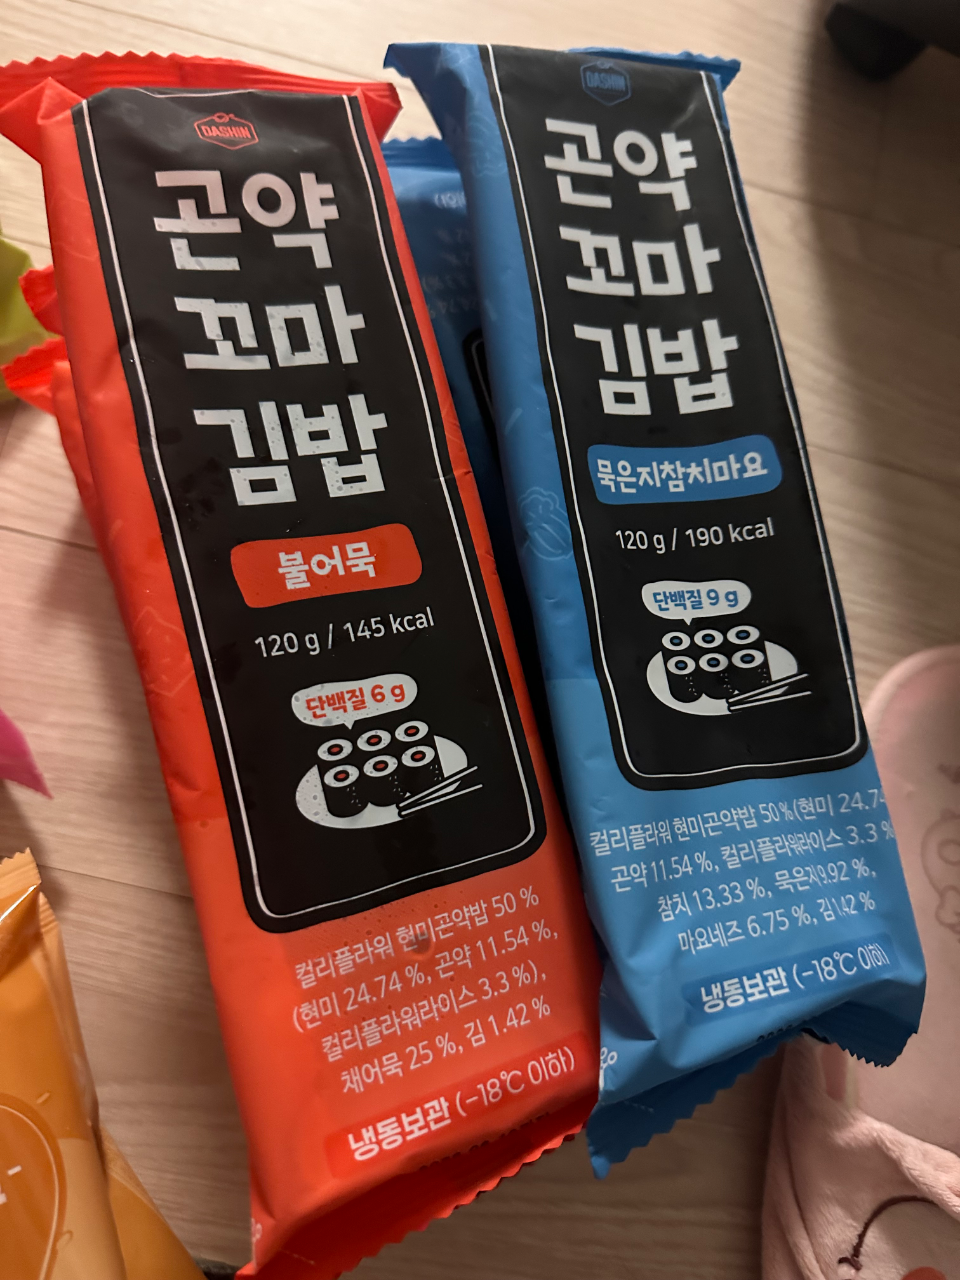 DASHIN
곤약
꼬마
김밥
불어묵
120 g / 145 kcal
단백질 6 g
컬리플라워 현미곤약밥 50 %
(현미 24.74 %, 곤약 11.54 %,
컬리플라워라이스 3.3 %),
채어묵 25 %, 김 1.42 %
냉동보관 (-18℃ 이하)
DASHIN
곤약
꼬마
김밥
묵은지참치마요
120 g / 190 kcal
단백질 9 g
컬리플라워 현미곤약밥 50 % (현미 24.74
곤약 11.54 %, 컬리플라워라이스 3.3 %
참치 13.33 %, 묵은지9.92 %,
마요네즈 6.75 %, 김 1.42 %
냉동보관 (-18℃ 이하)